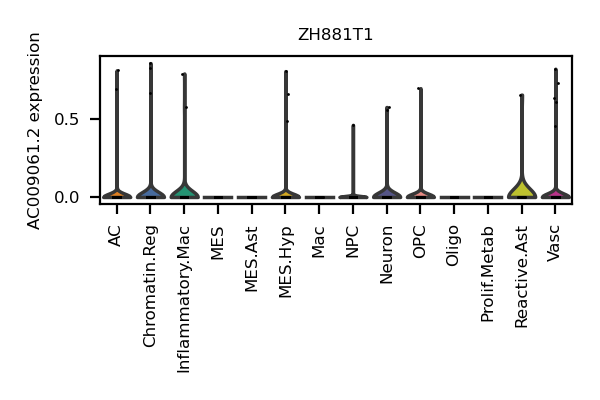 ZH881T1
AC009061.2 expression
0.5
0.0
AC
Chromatin.Reg
Inflammatory.Mac
MES
MES.Ast
MES.Hyp
Mac
NPC
Neuron
OPC
Oligo
Prolif.Metab
Reactive.Ast
Vasc